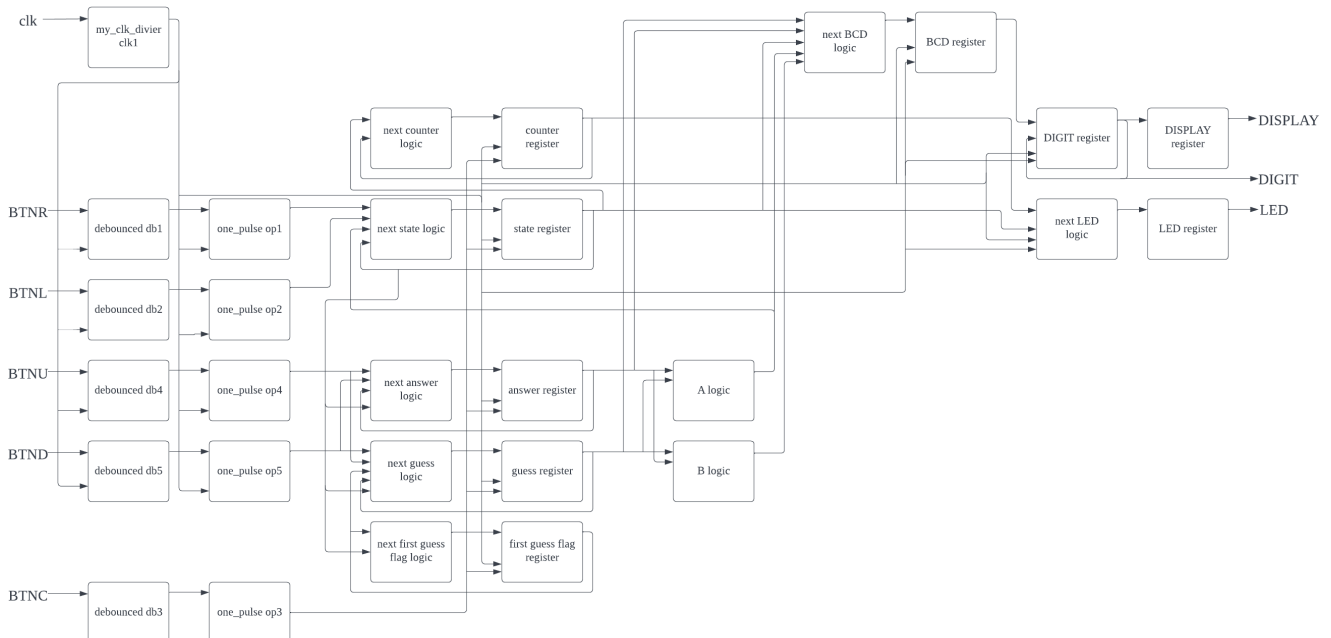 clk
my_clk_divier
clk1
next BCD
logic
BCD register
next counter
logic
counter
register
DIGIT register
DISPLAY
register
DISPLAY
DIGIT
BTNR
debounced db1
one_pulse op1
next state logic
state register
next LED
logic
LED register
LED
BTNL
debounced db2
one_pulse op2
BTNU
debounced db4
one_pulse op4
next answer
logic
answer register
A logic
BTND
debounced db5
one_pulse op5
next guess
logic
guess register
B logic
next first guess
flag logic
first guess flag
register
BTNC
debounced db3
one_pulse op3